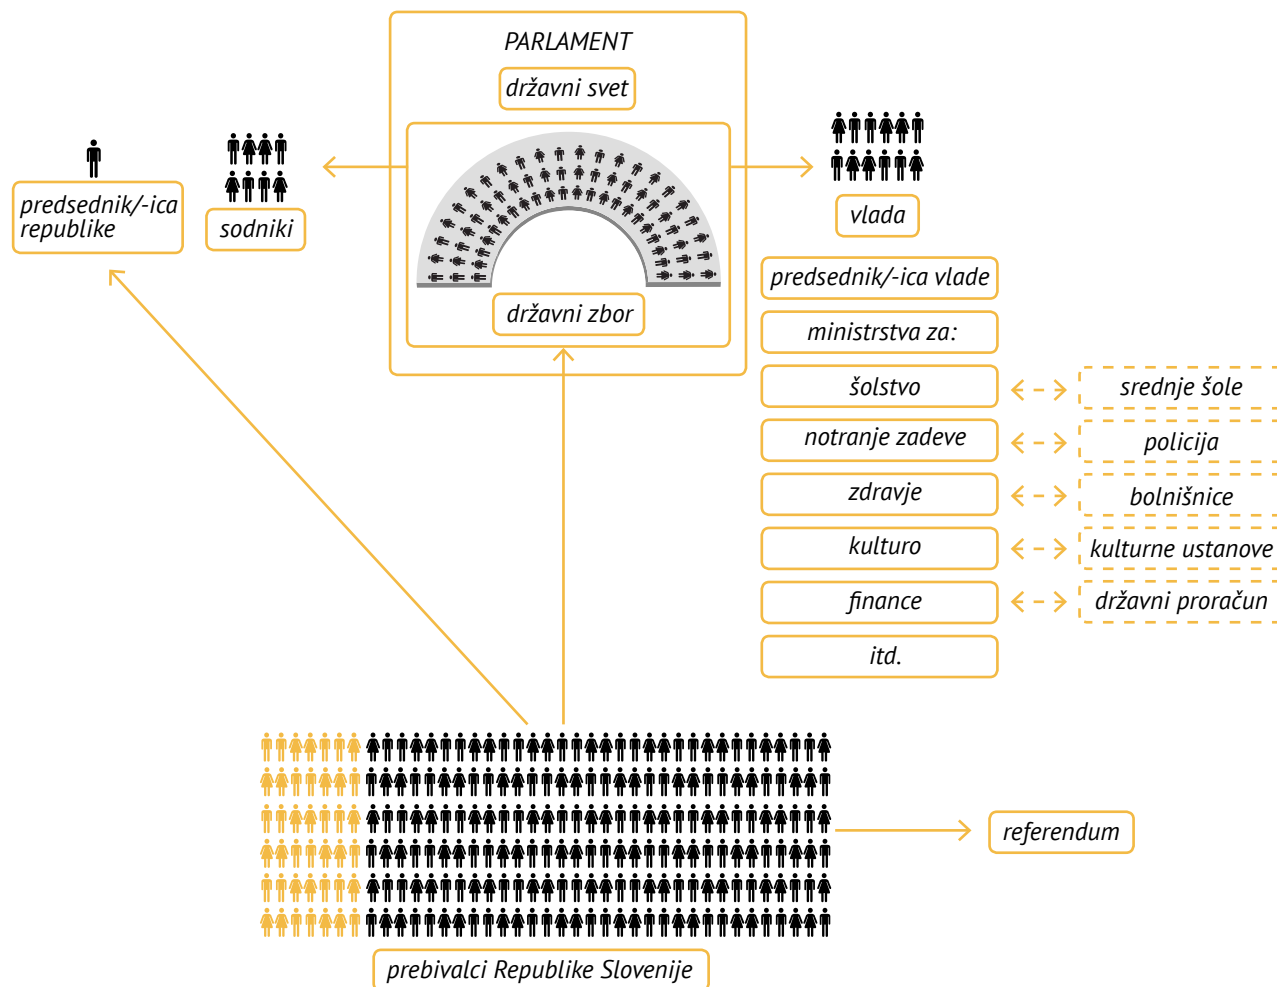 PARLAMENT
državni svet
državni zbor
predsednik/-ica
republike
sodniki
vlada
predsednik/-ica vlade
ministrstva za:
šolstvo
srednje šole
notranje zadeve
policija
zdravje
bolnišnice
kulturo
kulturne ustanove
finance
državni proračun
itd.
referendum
prebivalci Republike Slovenije